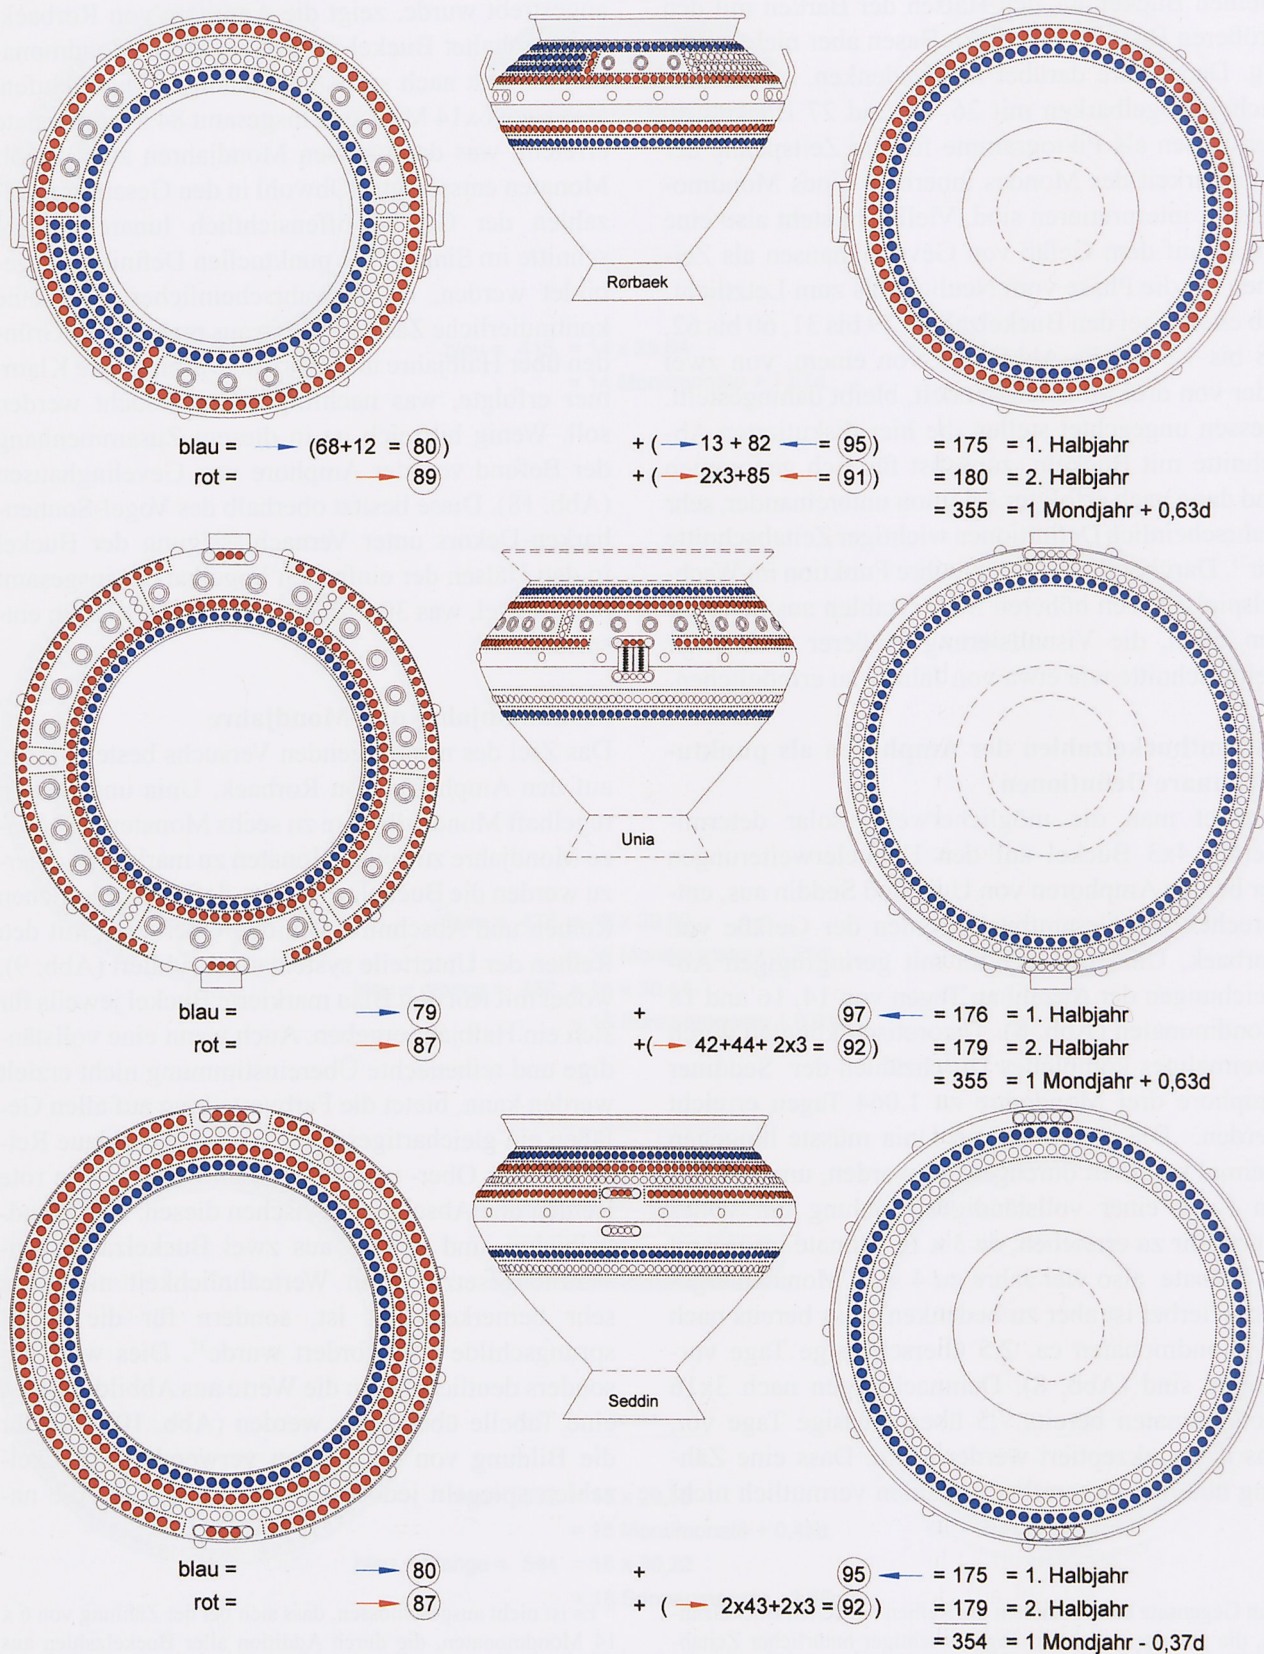 Rørbaek
blau = (68+12 = 80) + ( 13 + 82 = 95) = 175 = 1. Halbjahr
rot = 89 + ( 2x3+85 = 91) = 180 = 2. Halbjahr
= 355 = 1 Mondjahr + 0,63d
Unia
blau = 79 + 97 = 176 = 1. Halbjahr
rot = 87 +( 42+44+ 2x3 = 92) = 179 = 2. Halbjahr
= 355 = 1 Mondjahr + 0,63d
Seddin
blau = 80 + 95 = 175 = 1. Halbjahr
rot = 87 + ( 2x43+2x3 = 92) = 179 = 2. Halbjahr
= 354 = 1 Mondjahr - 0,37d